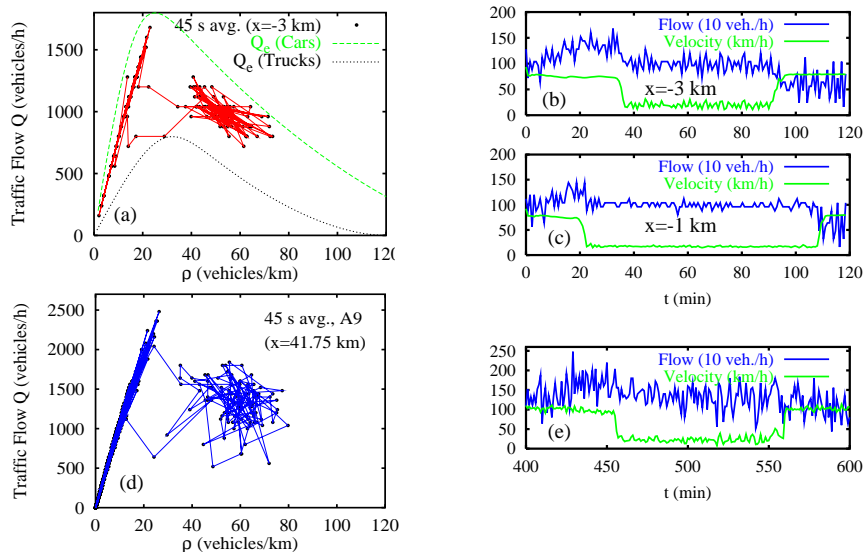 45 s avg. (x=-3 km)
Q_e (Cars)
Q_e (Trucks)
Traffic Flow Q (vehicles/h)
1500
1000
500
0
(a)
0 20 40 60 80 100 120
ρ (vehicles/km)
Flow (10 veh./h)
Velocity (km/h)
200
150
100
50
0
(b)
x=-3 km
0 20 40 60 80 100 120
Flow (10 veh./h)
Velocity (km/h)
200
150
100
50
0
(c)
x=-1 km
0 20 40 60 80 100 120
t (min)
45 s avg., A9
(x=41.75 km)
Traffic Flow Q (vehicles/h)
2500
2000
1500
1000
500
0
(d)
0 20 40 60 80 100 120
ρ (vehicles/km)
Flow (10 veh./h)
Velocity (km/h)
250
200
150
100
50
0
(e)
400 450 500 550 600
t (min)